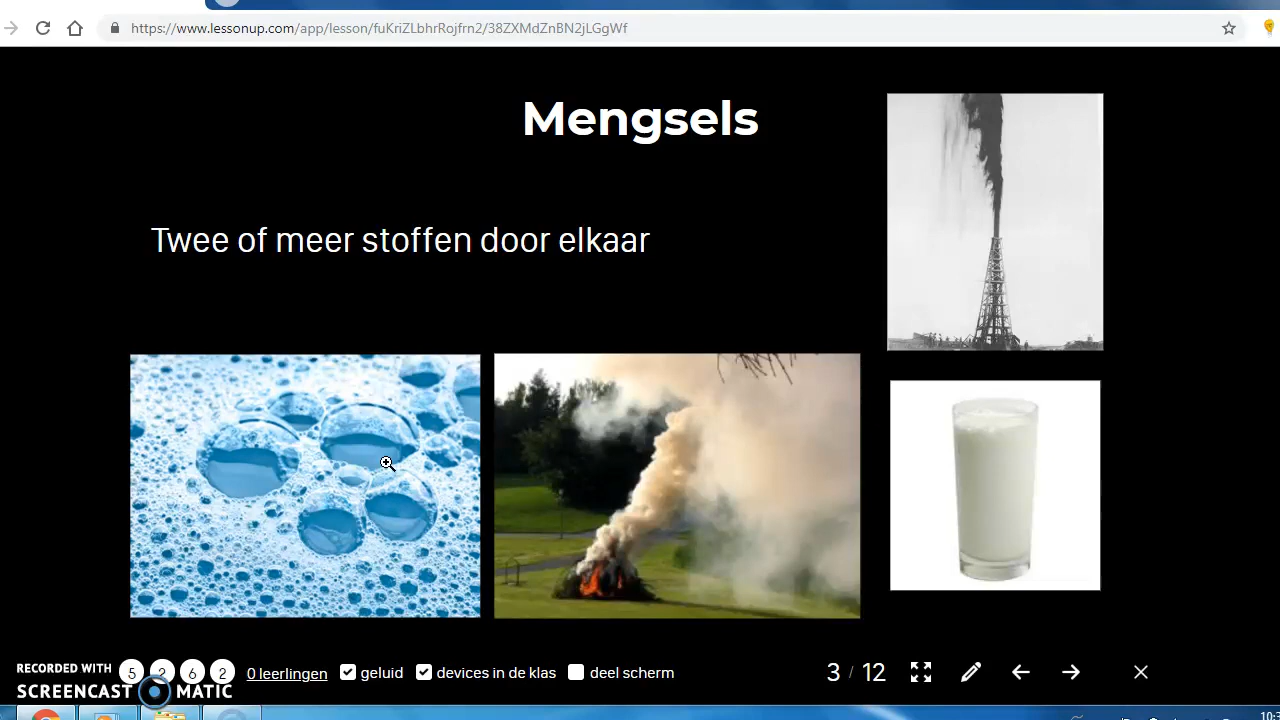 https://www.lessonup.com/app/lesson/fuKriZLbhrRojfrn2/38ZXMdZnBN2jLGgWf
Mengsels
Twee of meer stoffen door elkaar
RECORDED WITH
SCREENCAST MATIC
5 2 6 2
0 leerlingen
geluid
devices in de klas
deel scherm
3 / 12